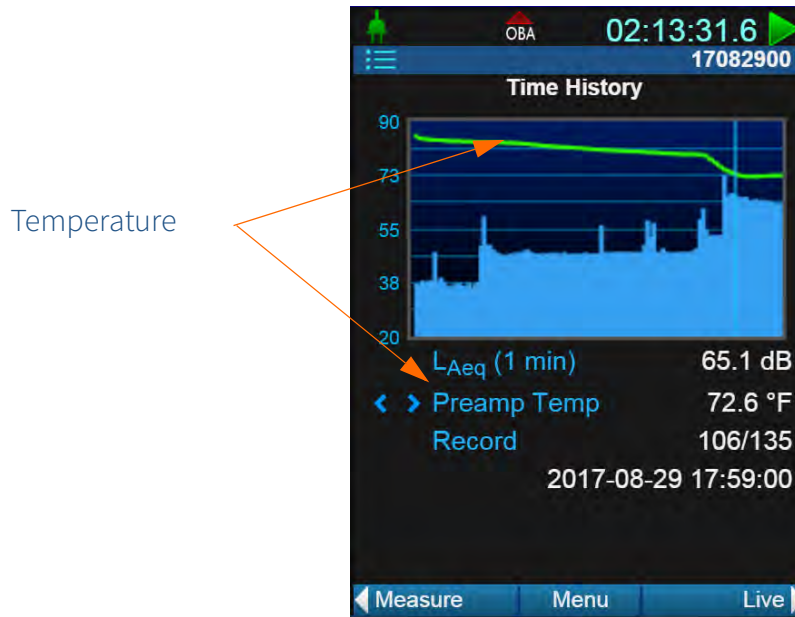 OBA 02:13:31.6
17082900
Time History
90
73
55
38
20
Temperature
LAeq (1 min) 65.1 dB
Preamp Temp 72.6 °F
Record 106/135
2017-08-29 17:59:00
Measure Menu Live